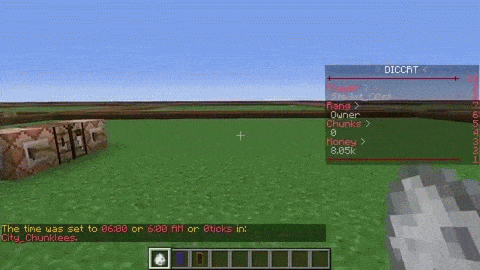 DICCRT <
Rang >
Owner
Chunks >
0
Money >
8.05k
The time was set to 06:00 or 6:00 AM or 0ticks in:
City_Chunklees.